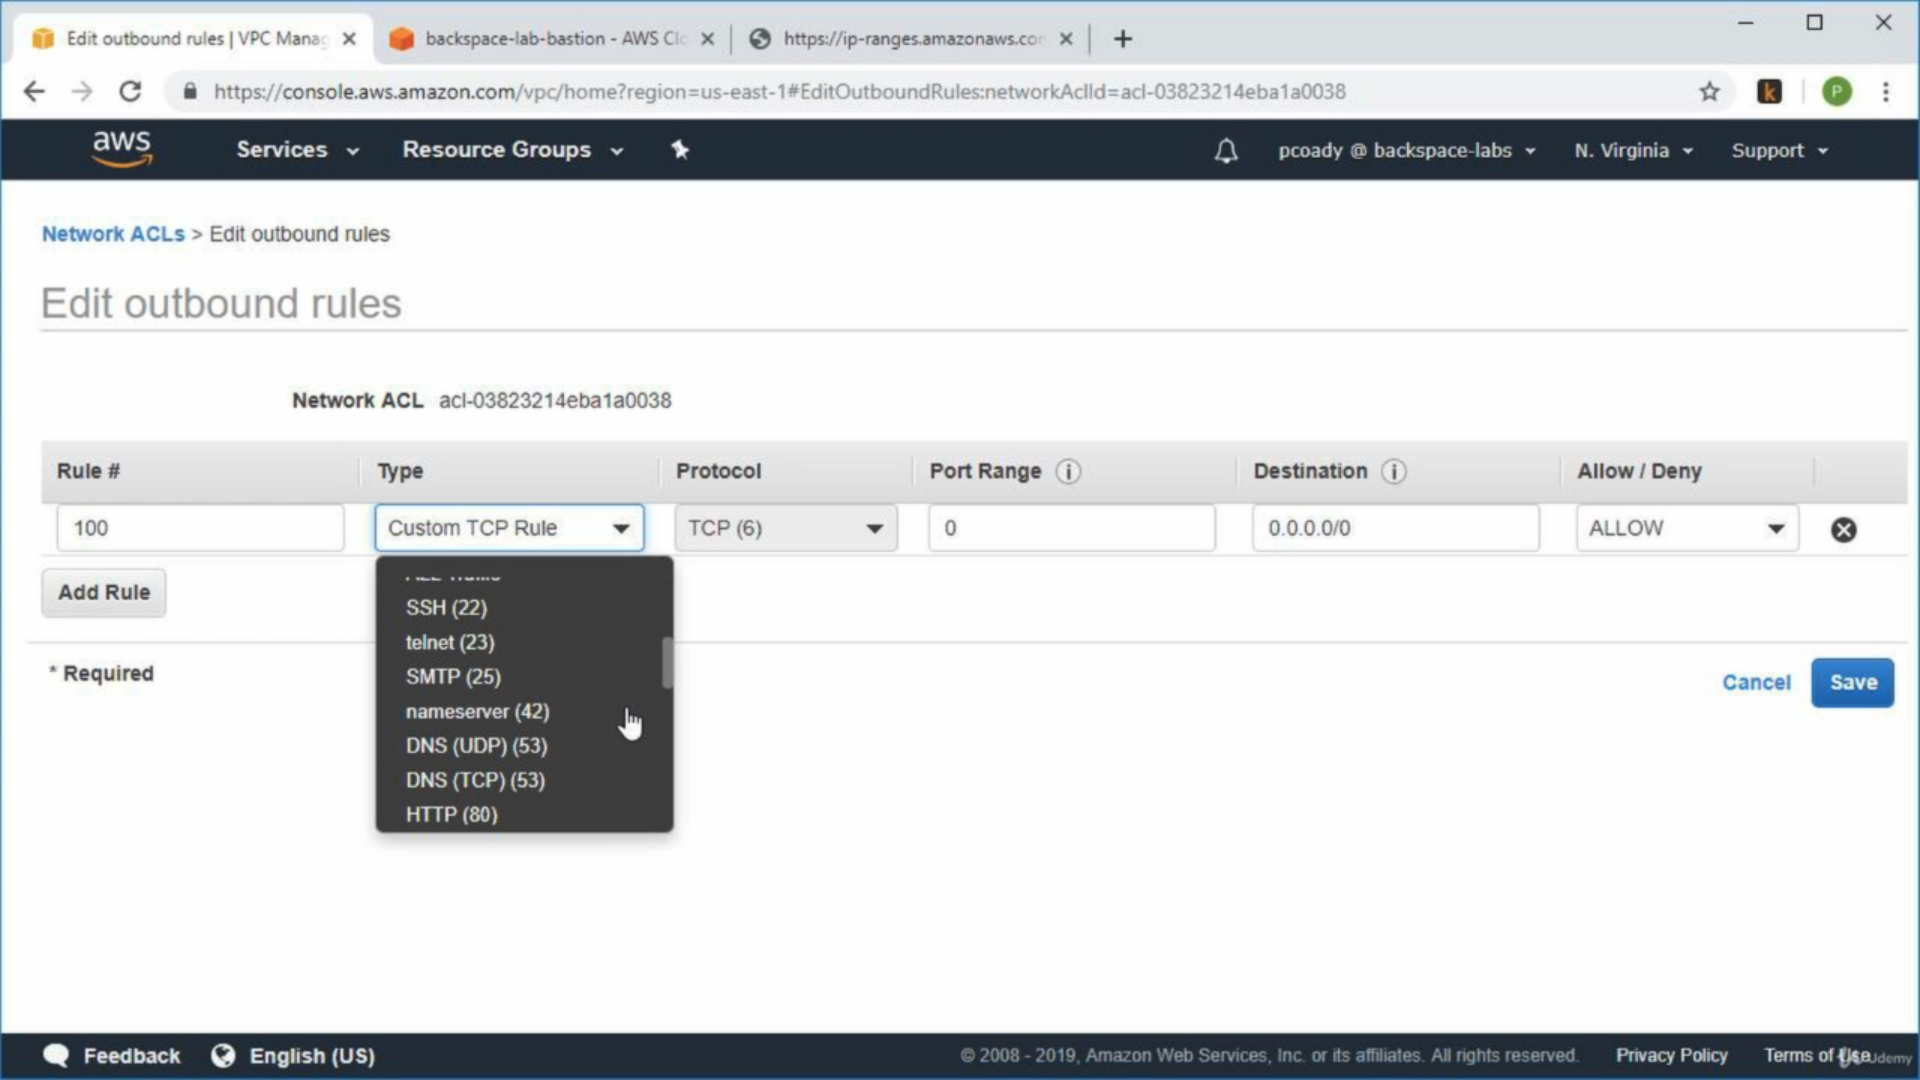 Edit outbound rules | VPC Manag
backspace-lab-bastion - AWS Clo
https://ip-ranges.amazonaws.com
https://console.aws.amazon.com/vpc/home?region=us-east-1#EditOutboundRules:networkAclId=acl-03823214eba1a0038
k
P
aws
Services
Resource Groups
pcoady @ backspace-labs
N. Virginia
Support
Network ACLs > Edit outbound rules
Edit outbound rules
Network ACL acl-03823214eba1a0038
Rule #
Type
Protocol
Port Range i
Destination i
Allow / Deny
100
Custom TCP Rule
TCP (6)
0
0.0.0.0/0
ALLOW
Add Rule
SSH (22)
telnet (23)
SMTP (25)
nameserver (42)
DNS (UDP) (53)
DNS (TCP) (53)
HTTP (80)
* Required
Cancel
Save
Feedback
English (US)
© 2008 - 2019, Amazon Web Services, Inc. or its affiliates. All rights reserved.
Privacy Policy
Terms of Use
Udemy